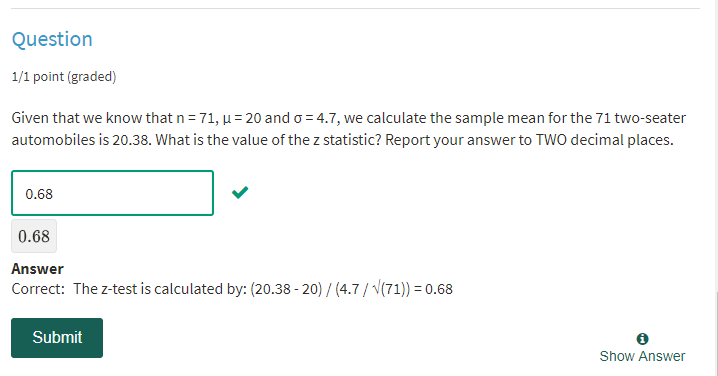 Question
1/1 point (graded)
Given that we know that n = 71, μ = 20 and σ = 4.7, we calculate the sample mean for the 71 two-seater
automobiles is 20.38. What is the value of the z statistic? Report your answer to TWO decimal places.
0.68
0.68
Answer
Correct: The z-test is calculated by: (20.38 - 20) / (4.7 / √(71)) = 0.68
Submit
Show Answer